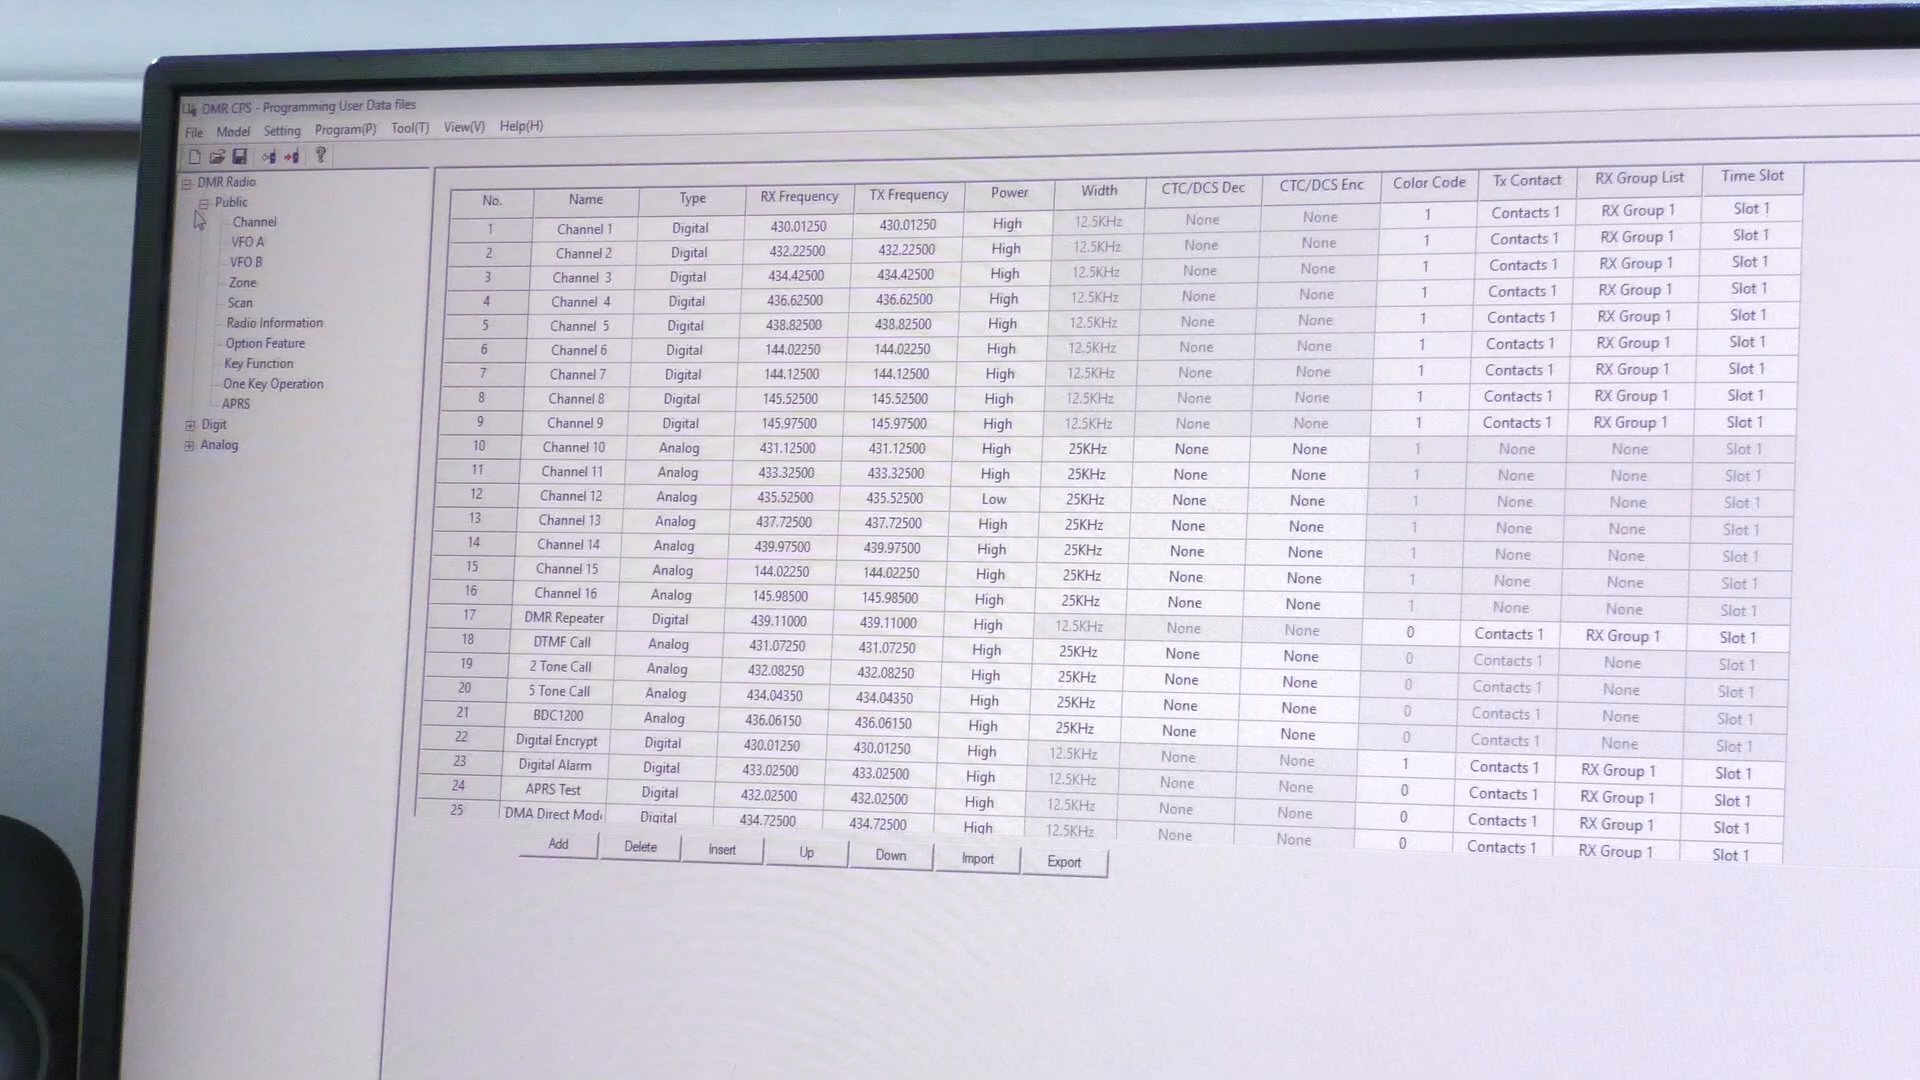 DMR CPS - Programming User Data files
File Model Setting Program(P) Tool(T) View(V) Help(H)
DMR Radio
Public
Channel
VFO A
VFO B
Zone
Scan
Radio Information
Option Feature
Key Function
One Key Operation
APRS
Digit
Analog
No. Name Type RX Frequency TX Frequency Power Width CTC/DCS Dec CTC/DCS Enc Color Code Tx Contact RX Group List Time Slot
1 Channel 1 Digital 430.01250 430.01250 High 12.5KHz None None 1 Contacts 1 RX Group 1 Slot 1
2 Channel 2 Digital 432.22500 432.22500 High 12.5KHz None None 1 Contacts 1 RX Group 1 Slot 1
3 Channel 3 Digital 434.42500 434.42500 High 12.5KHz None None 1 Contacts 1 RX Group 1 Slot 1
4 Channel 4 Digital 436.62500 436.62500 High 12.5KHz None None 1 Contacts 1 RX Group 1 Slot 1
5 Channel 5 Digital 438.82500 438.82500 High 12.5KHz None None 1 Contacts 1 RX Group 1 Slot 1
6 Channel 6 Digital 144.02250 144.02250 High 12.5KHz None None 1 Contacts 1 RX Group 1 Slot 1
7 Channel 7 Digital 144.12500 144.12500 High 12.5KHz None None 1 Contacts 1 RX Group 1 Slot 1
8 Channel 8 Digital 145.52500 145.52500 High 12.5KHz None None 1 Contacts 1 RX Group 1 Slot 1
9 Channel 9 Digital 145.97500 145.97500 High 12.5KHz None None 1 Contacts 1 RX Group 1 Slot 1
10 Channel 10 Analog 431.12500 431.12500 High 25KHz None None 1 None None Slot 1
11 Channel 11 Analog 433.32500 433.32500 High 25KHz None None 1 None None Slot 1
12 Channel 12 Analog 435.52500 435.52500 Low 25KHz None None 1 None None Slot 1
13 Channel 13 Analog 437.72500 437.72500 High 25KHz None None 1 None None Slot 1
14 Channel 14 Analog 439.97500 439.97500 High 25KHz None None 1 None None Slot 1
15 Channel 15 Analog 144.02250 144.02250 High 25KHz None None 1 None None Slot 1
16 Channel 16 Analog 145.98500 145.98500 High 25KHz None None 1 None None Slot 1
17 DMR Repeater Digital 439.11000 439.11000 High 12.5KHz None None 0 Contacts 1 RX Group 1 Slot 1
18 DTMF Call Analog 431.07250 431.07250 High 25KHz None None 0 Contacts 1 None Slot 1
19 2 Tone Call Analog 432.08250 432.08250 High 25KHz None None 0 Contacts 1 None Slot 1
20 5 Tone Call Analog 434.04350 434.04350 High 25KHz None None 0 Contacts 1 None Slot 1
21 BDC1200 Analog 436.06150 436.06150 High 25KHz None None 0 Contacts 1 None Slot 1
22 Digital Encrypt Digital 430.01250 430.01250 High 12.5KHz None None 1 Contacts 1 RX Group 1 Slot 1
23 Digital Alarm Digital 433.02500 433.02500 High 12.5KHz None None 0 Contacts 1 RX Group 1 Slot 1
24 APRS Test Digital 432.02500 432.02500 High 12.5KHz None None 0 Contacts 1 RX Group 1 Slot 1
25 DMA Direct Mod Digital 434.72500 434.72500 High 12.5KHz None None 0 Contacts 1 RX Group 1 Slot 1
Add Delete Insert Up Down Import Export